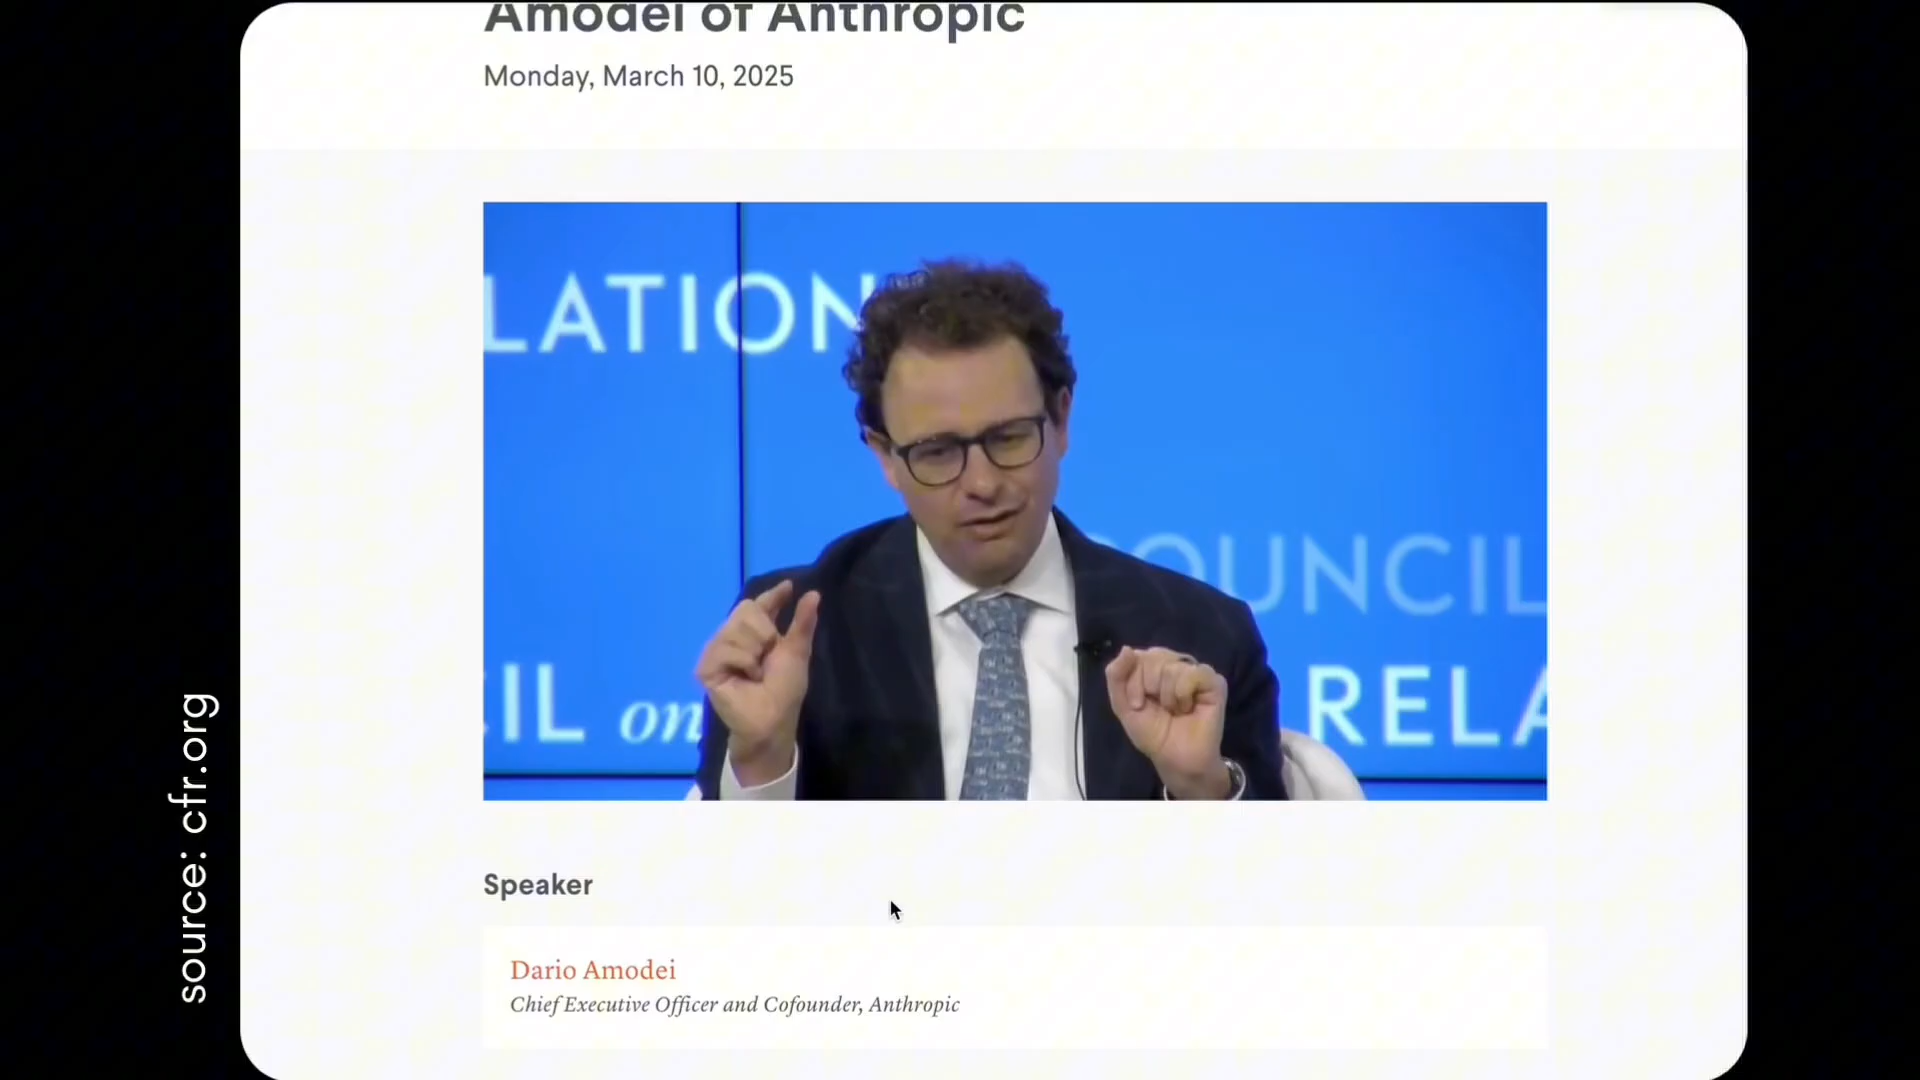 Amodei of Anthropic
Monday, March 10, 2025
LATION
OUNCIL
CIL on
RELA
Speaker
Dario Amodei
Chief Executive Officer and Cofounder, Anthropic
source: cfr.org